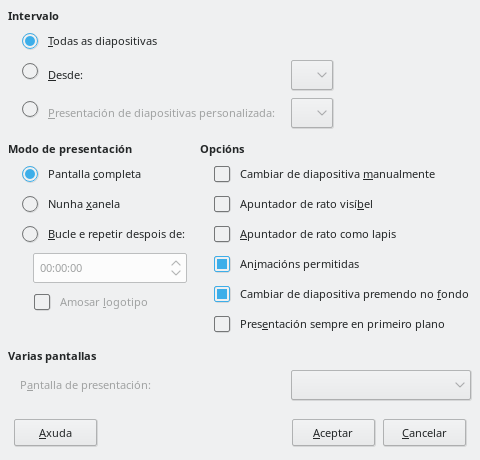 Intervalo
Todas as diapositivas
Desde:
Presentación de diapositivas personalizada:
Modo de presentación
Pantalla completa
Nunha xanela
Bucle e repetir despois de:
00:00:00
Amosar logotipo
Opcións
Cambiar de diapositiva manualmente
Apuntador de rato visíbel
Apuntador de rato como lapis
Animacións permitidas
Cambiar de diapositiva premendo no fondo
Presentación sempre en primeiro plano
Varias pantallas
Pantalla de presentación:
Axuda
Aceptar
Cancelar